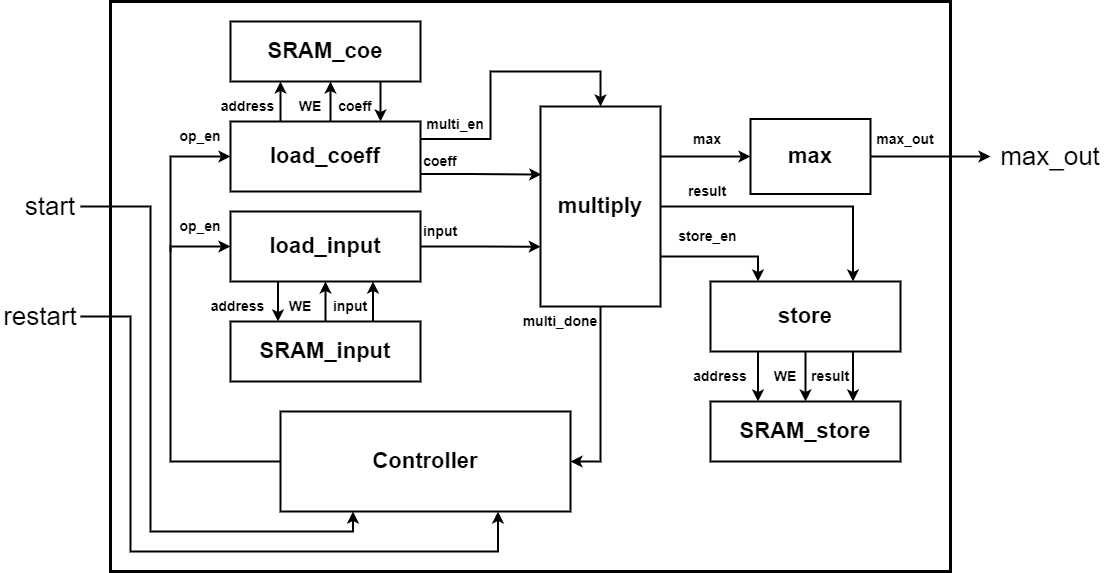 SRAM_coe
address WE coeff
op_en
load_coeff
multi_en
coeff
start
op_en
load_input
input
address WE input
SRAM_input
restart
multiply
multi_done
max
max
max_out
max_out
result
store_en
store
address WE result
SRAM_store
Controller